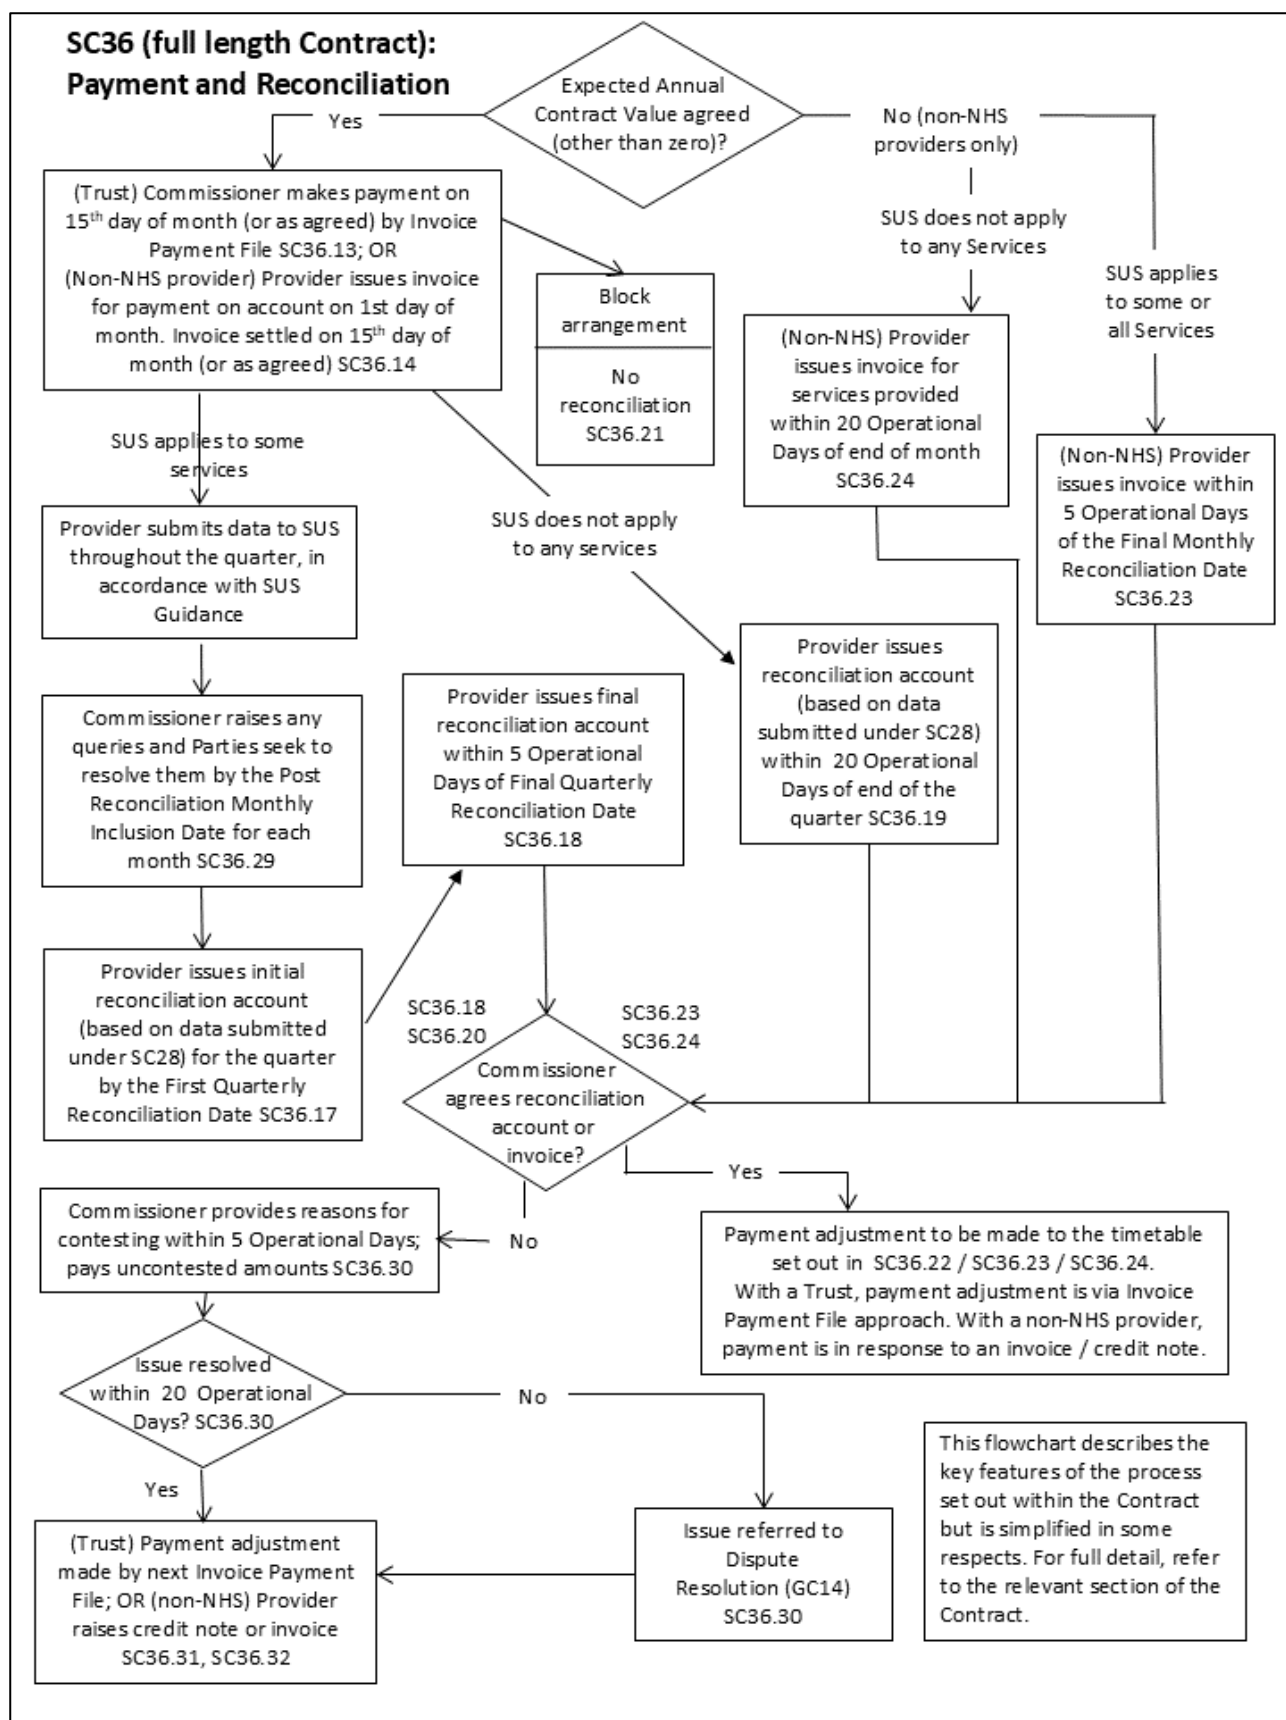 SC36 (full length Contract):
Payment and Reconciliation
Expected Annual
Contract Value agreed
(other than zero)?
Yes
No (non-NHS
providers only)
(Trust) Commissioner makes payment on
15th day of month (or as agreed) by Invoice
Payment File SC36.13; OR
(Non-NHS provider) Provider issues invoice
for payment on account on 1st day of
month. Invoice settled on 15th day of
month (or as agreed) SC36.14
SUS does not apply
to any Services
SUS applies
to some or
all Services
Block
arrangement
No
reconciliation
SC36.21
(Non-NHS) Provider
issues invoice for
services provided
within 20 Operational
Days of end of month
SC36.24
(Non-NHS) Provider
issues invoice within
5 Operational Days
of the Final Monthly
Reconciliation Date
SC36.23
SUS applies to some
services
SUS does not apply
to any services
Provider submits data to SUS
throughout the quarter, in
accordance with SUS
Guidance
Commissioner raises any
queries and Parties seek to
resolve them by the Post
Reconciliation Monthly
Inclusion Date for each
month SC36.29
Provider issues final
reconciliation account
within 5 Operational
Days of Final Quarterly
Reconciliation Date
SC36.18
Provider issues
reconciliation account
(based on data
submitted under SC28)
within 20 Operational
Days of end of the
quarter SC36.19
Provider issues initial
reconciliation account
(based on data submitted
under SC28) for the quarter
by the First Quarterly
Reconciliation Date SC36.17
SC36.18
SC36.20
SC36.23
SC36.24
Commissioner
agrees reconciliation
account or
invoice?
Yes
No
Commissioner provides reasons for
contesting within 5 Operational Days;
pays uncontested amounts SC36.30
Payment adjustment to be made to the timetable
set out in SC36.22 / SC36.23 / SC36.24.
With a Trust, payment adjustment is via Invoice
Payment File approach. With a non-NHS provider,
payment is in response to an invoice / credit note.
Issue resolved
within 20 Operational
Days? SC36.30
No
Yes
(Trust) Payment adjustment
made by next Invoice Payment
File; OR (non-NHS) Provider
raises credit note or invoice
SC36.31, SC36.32
Issue referred to
Dispute
Resolution (GC14)
SC36.30
This flowchart describes the
key features of the process
set out within the Contract
but is simplified in some
respects. For full detail, refer
to the relevant section of the
Contract.